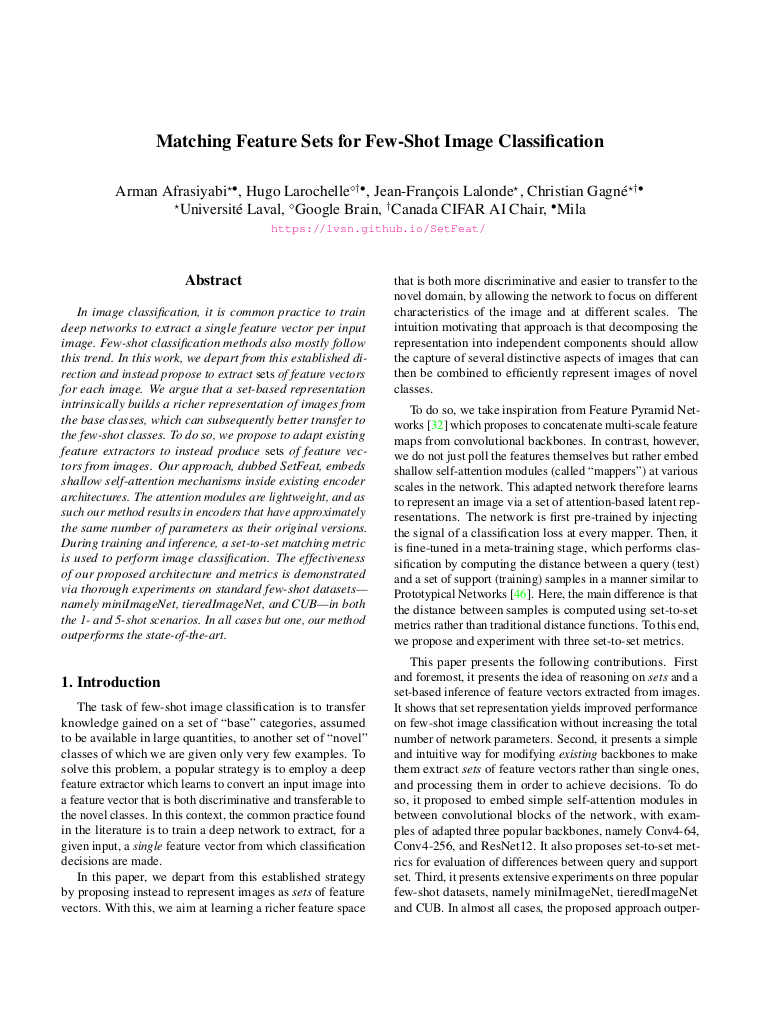 Matching Feature Sets for Few-Shot Image Classification
Arman Afrasiyabi⋆•, Hugo Larochelle◦†•, Jean-François Lalonde⋆, Christian Gagné⋆†•
⋆Université Laval, ◦Google Brain, †Canada CIFAR AI Chair, •Mila
https://lvsn.github.io/SetFeat/
Abstract
In image classification, it is common practice to train
deep networks to extract a single feature vector per input
image. Few-shot classification methods also mostly follow
this trend. In this work, we depart from this established di-
rection and instead propose to extract sets of feature vectors
for each image. We argue that a set-based representation
intrinsically builds a richer representation of images from
the base classes, which can subsequently better transfer to
the few-shot classes. To do so, we propose to adapt existing
feature extractors to instead produce sets of feature vec-
tors from images. Our approach, dubbed SetFeat, embeds
shallow self-attention mechanisms inside existing encoder
architectures. The attention modules are lightweight, and as
such our method results in encoders that have approximately
the same number of parameters as their original versions.
During training and inference, a set-to-set matching metric
is used to perform image classification. The effectiveness
of our proposed architecture and metrics is demonstrated
via thorough experiments on standard few-shot datasets—
namely miniImageNet, tieredImageNet, and CUB—in both
the 1- and 5-shot scenarios. In all cases but one, our method
outperforms the state-of-the-art.
1. Introduction
The task of few-shot image classification is to transfer
knowledge gained on a set of “base” categories, assumed
to be available in large quantities, to another set of “novel”
classes of which we are given only very few examples. To
solve this problem, a popular strategy is to employ a deep
feature extractor which learns to convert an input image into
a feature vector that is both discriminative and transferable to
the novel classes. In this context, the common practice found
in the literature is to train a deep network to extract, for a
given input, a single feature vector from which classification
decisions are made.
In this paper, we depart from this established strategy
by proposing instead to represent images as sets of feature
vectors. With this, we aim at learning a richer feature space
that is both more discriminative and easier to transfer to the
novel domain, by allowing the network to focus on different
characteristics of the image and at different scales. The
intuition motivating that approach is that decomposing the
representation into independent components should allow
the capture of several distinctive aspects of images that can
then be combined to efficiently represent images of novel
classes.
To do so, we take inspiration from Feature Pyramid Net-
works [32] which proposes to concatenate multi-scale feature
maps from convolutional backbones. In contrast, however,
we do not just poll the features themselves but rather embed
shallow self-attention modules (called “mappers”) at various
scales in the network. This adapted network therefore learns
to represent an image via a set of attention-based latent rep-
resentations. The network is first pre-trained by injecting
the signal of a classification loss at every mapper. Then, it
is fine-tuned in a meta-training stage, which performs clas-
sification by computing the distance between a query (test)
and a set of support (training) samples in a manner similar to
Prototypical Networks [46]. Here, the main difference is that
the distance between samples is computed using set-to-set
metrics rather than traditional distance functions. To this end,
we propose and experiment with three set-to-set metrics.
This paper presents the following contributions. First
and foremost, it presents the idea of reasoning on sets and a
set-based inference of feature vectors extracted from images.
It shows that set representation yields improved performance
on few-shot image classification without increasing the total
number of network parameters. Second, it presents a simple
and intuitive way for modifying existing backbones to make
them extract sets of feature vectors rather than single ones,
and processing them in order to achieve decisions. To do
so, it proposed to embed simple self-attention modules in
between convolutional blocks of the network, with exam-
ples of adapted three popular backbones, namely Conv4-64,
Conv4-256, and ResNet12. It also proposes set-to-set met-
rics for evaluation of differences between query and support
set. Third, it presents extensive experiments on three popular
few-shot datasets, namely miniImageNet, tieredImageNet
and CUB. In almost all cases, the proposed approach outper-